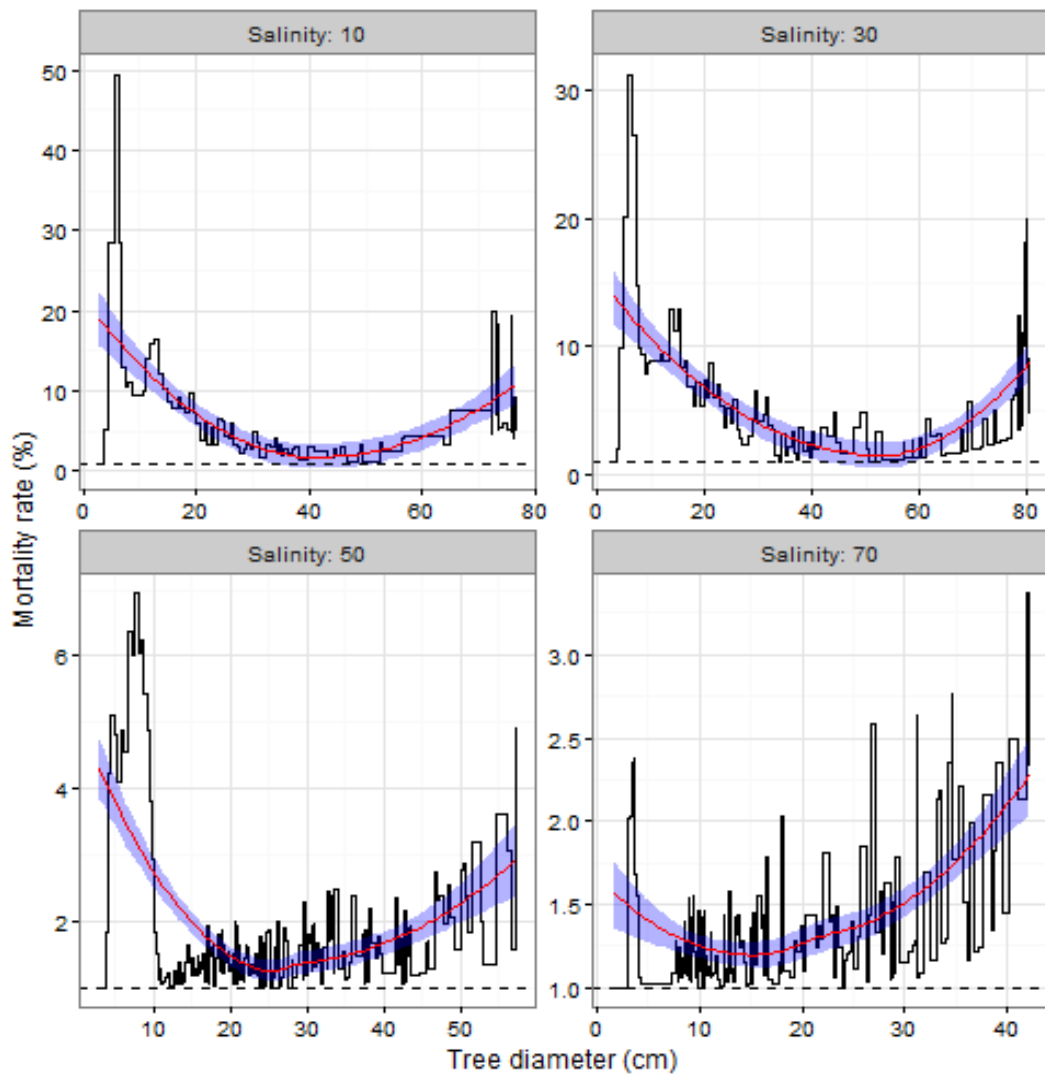 Salinity: 10
Salinity: 30
50
40
30
20
10
0
30
20
10
0
0 20 40 60 80
0 20 40 60 80
Mortality rate (%)
Salinity: 50
Salinity: 70
6
4
2
3.0
2.5
2.0
1.5
1.0
10 20 30 40 50
0 10 20 30 40
Tree diameter (cm)